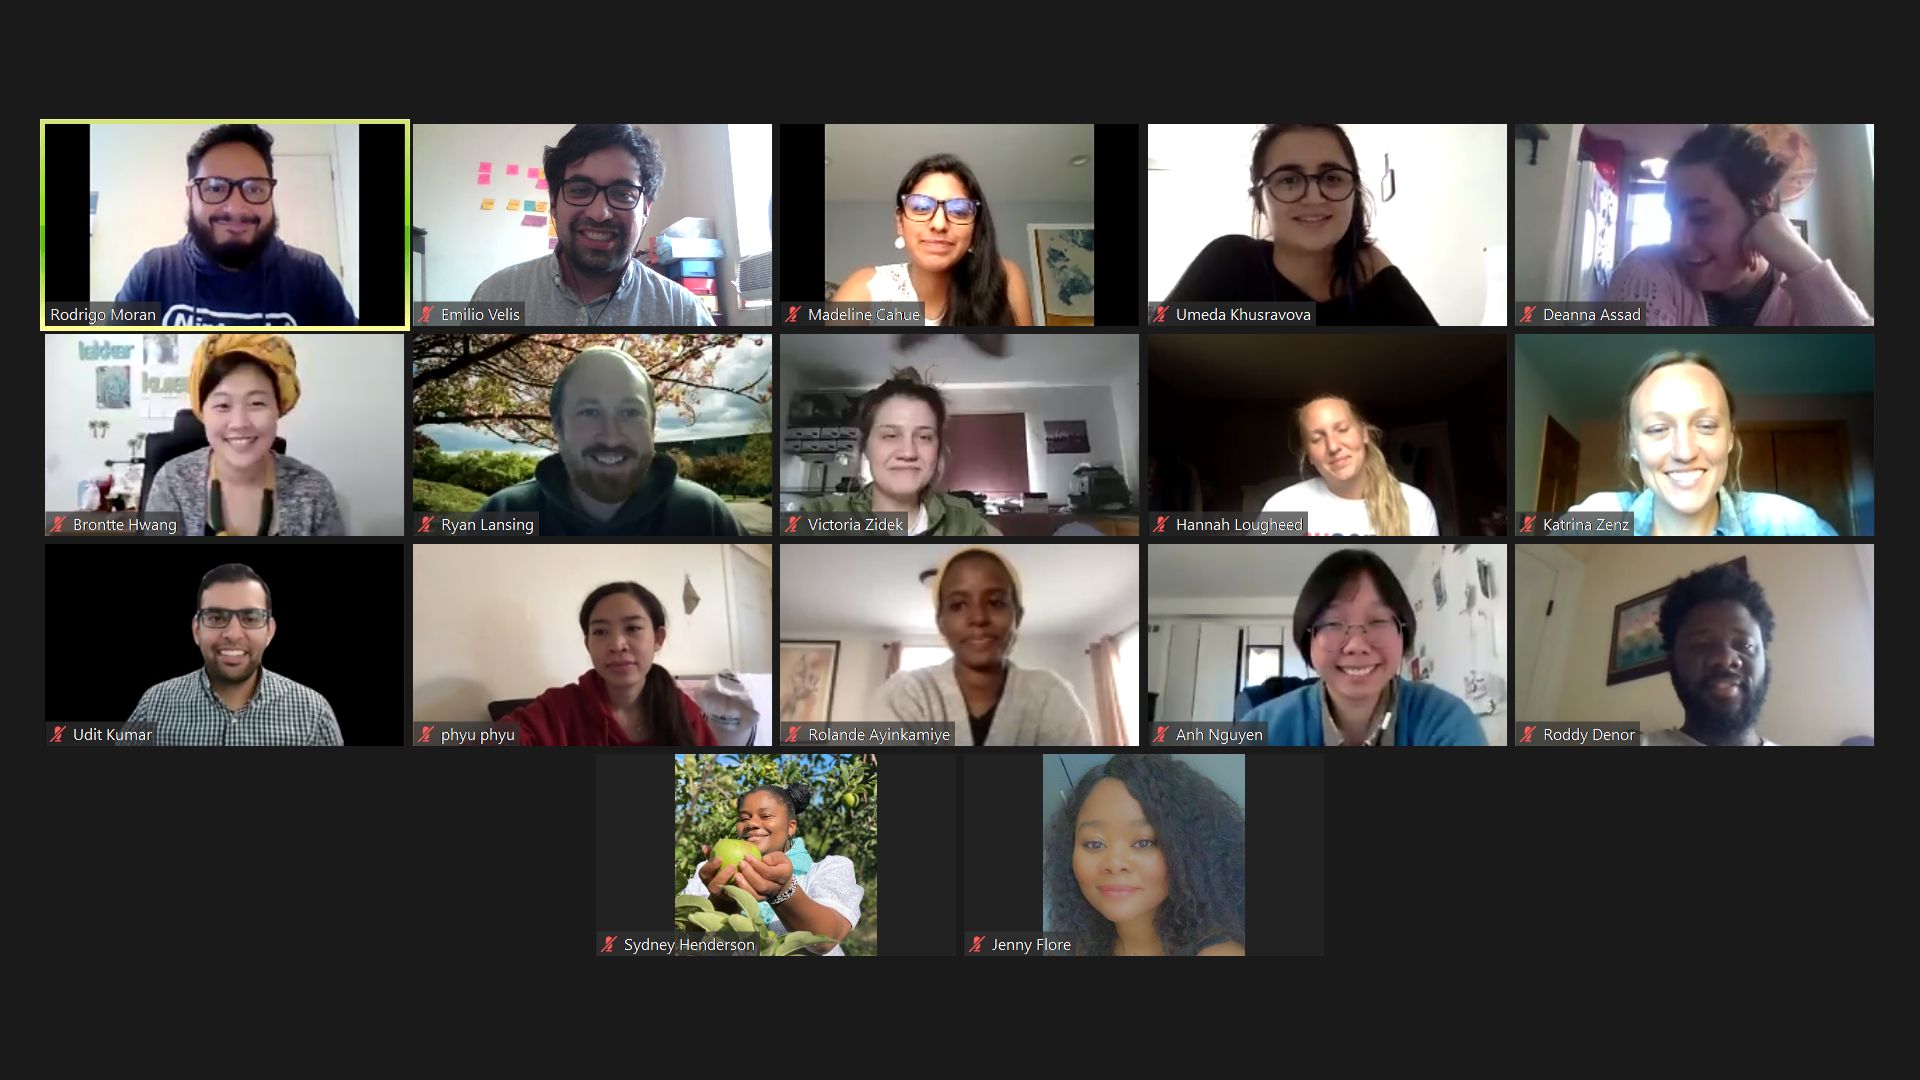 Rodrigo Moran
Emilio Velis
Madeline Cahue
Umeda Khusravova
Deanna Assad
lekker
Brontte Hwang
Ryan Lansing
Victoria Zidek
Hannah Lougheed
Katrina Zenz
Udit Kumar
phyu phyu
Rolande Ayinkamiye
Anh Nguyen
Roddy Denor
Sydney Henderson
Jenny Flore